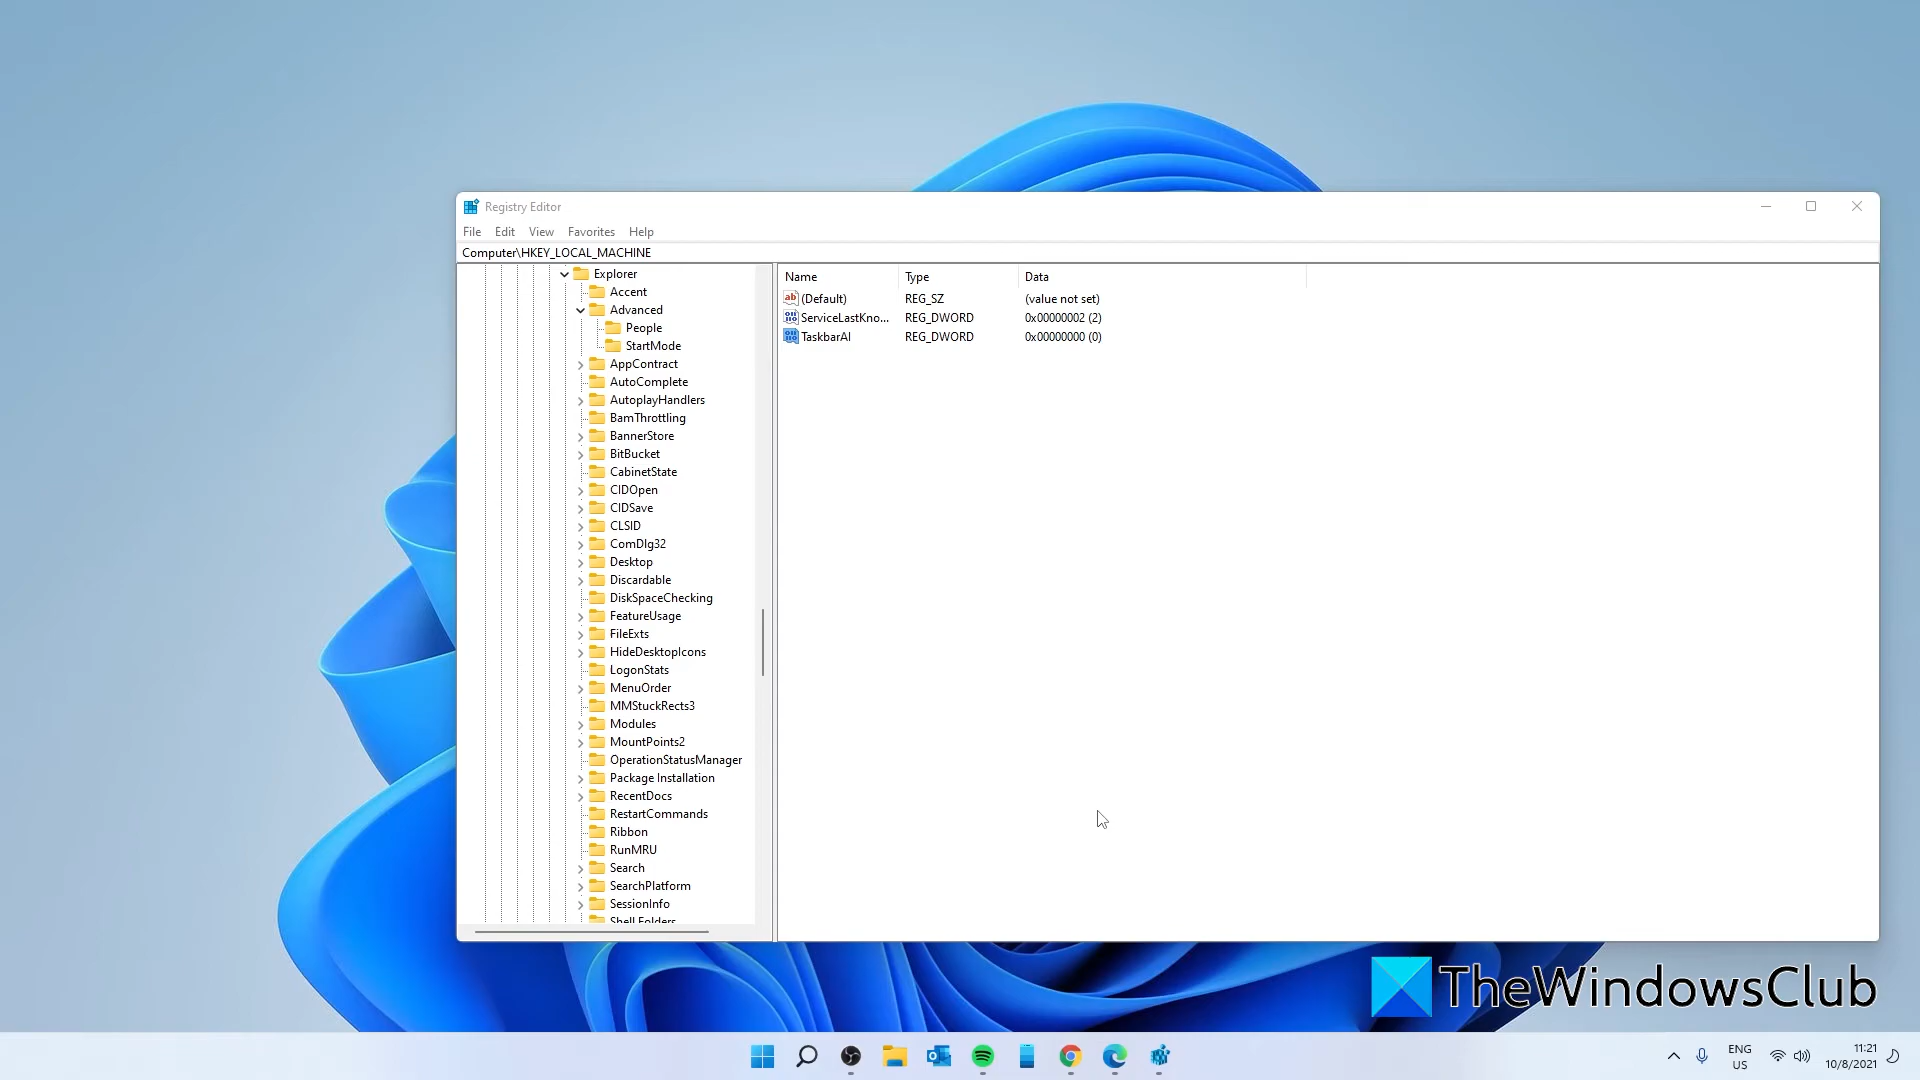 Registry Editor
File Edit View Favorites Help
Computer\HKEY_LOCAL_MACHINE
Explorer
Accent
Advanced
People
StartMode
AppContract
AutoComplete
AutoplayHandlers
BamThrottling
BannerStore
BitBucket
CabinetState
CIDOpen
CIDSave
CLSID
ComDlg32
Desktop
Discardable
DiskSpaceChecking
FeatureUsage
FileExts
HideDesktopIcons
LogonStats
MenuOrder
MMStuckRects3
Modules
MountPoints2
OperationStatusManager
Package Installation
RecentDocs
RestartCommands
Ribbon
RunMRU
Search
SearchPlatform
SessionInfo
Shell Folders
Name Type Data
(Default) REG_SZ (value not set)
ServiceLastKno... REG_DWORD 0x00000002 (2)
TaskbarAl REG_DWORD 0x00000000 (0)
TheWindowsClub
ENG
US
11:21
10/8/2021